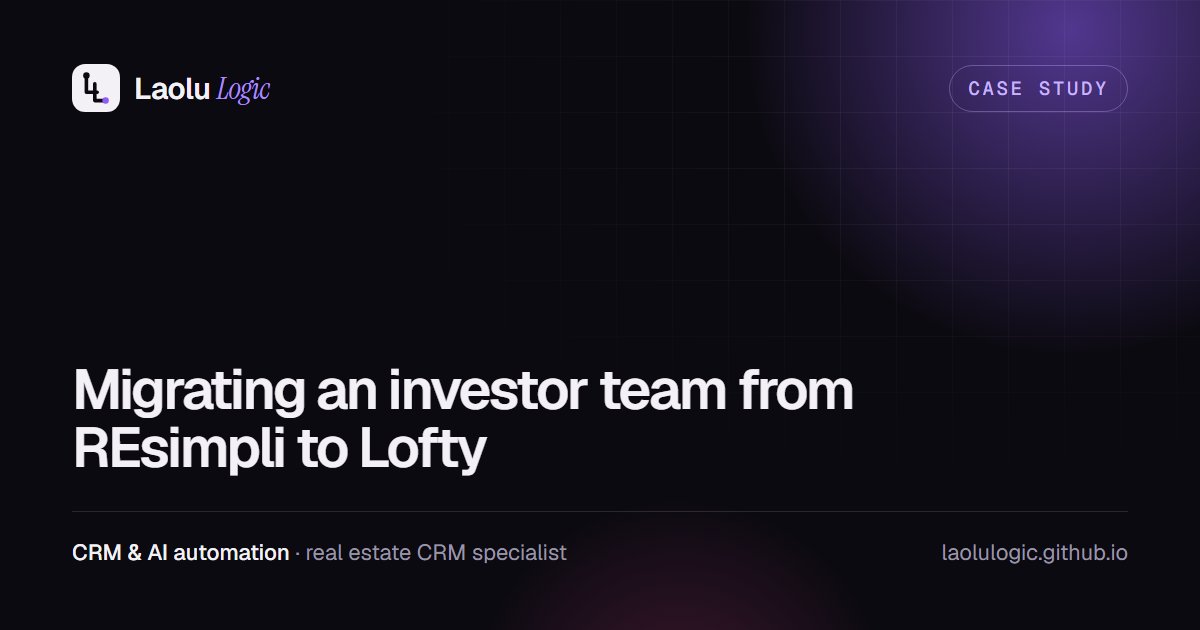 Laolu Logic
CASE STUDY
Migrating an investor team from
REsimpli to Lofty
CRM & AI automation · real estate CRM specialist
laolulogic.github.io